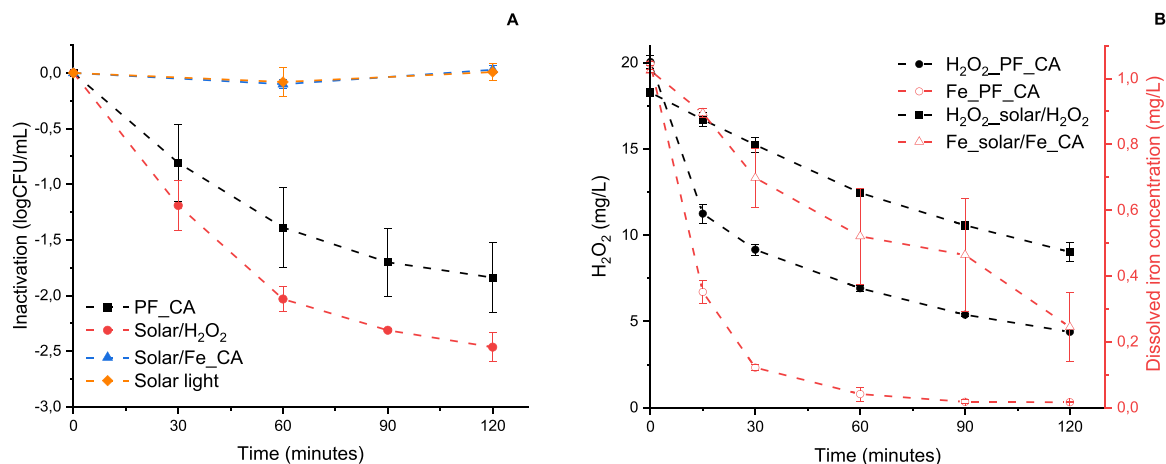 A
0,0
-0,5
-1,0
-1,5
-2,0
-2,5
-3,0
Inactivation (logCFU/mL)
PF_CA
Solar/H₂O₂
Solar/Fe_CA
Solar light
0 30 60 90 120
Time (minutes)
B
20
15
10
5
0
H₂O₂ (mg/L)
H₂O₂_PF_CA
Fe_PF_CA
H₂O₂_solar/H₂O₂
Fe_solar/Fe_CA
1,0
0,8
0,6
0,4
0,2
0,0
Dissolved iron concentration (mg/L)
0 30 60 90 120
Time (minutes)